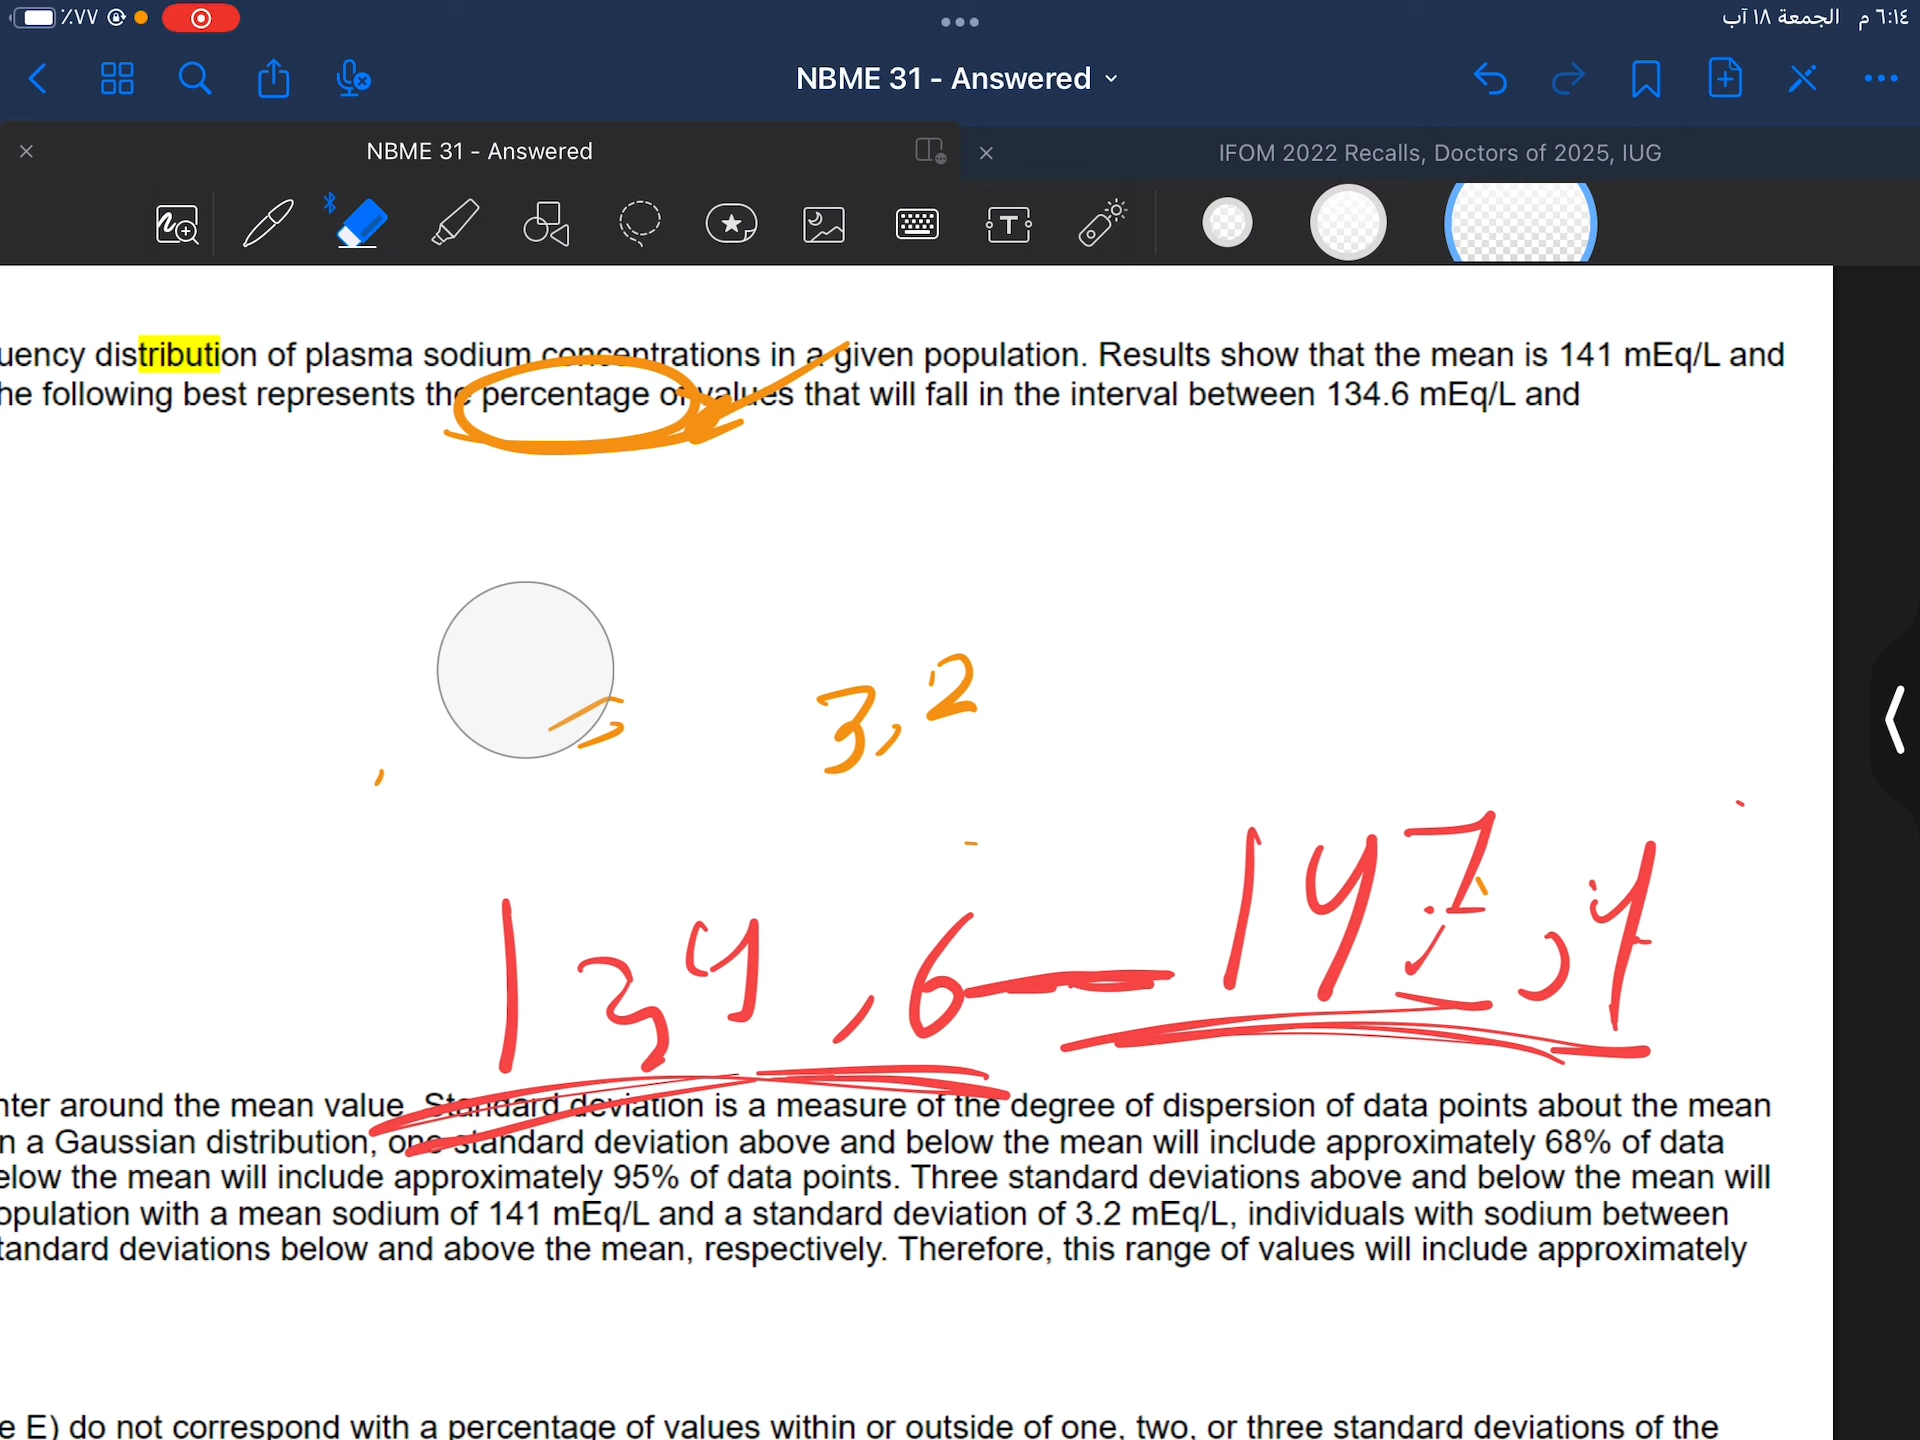 ٪٧٧
٦:١٤ م الجمعة ١٨ آب
NBME 31 - Answered
NBME 31 - Answered
IFOM 2022 Recalls, Doctors of 2025, IUG
uency distribution of plasma sodium concentrations in a given population. Results show that the mean is 141 mEq/L and
he following best represents the percentage of values that will fall in the interval between 134.6 mEq/L and
3,2
134,6 — 147,4
nter around the mean value. Standard deviation is a measure of the degree of dispersion of data points about the mean
n a Gaussian distribution, one standard deviation above and below the mean will include approximately 68% of data
elow the mean will include approximately 95% of data points. Three standard deviations above and below the mean will
opulation with a mean sodium of 141 mEq/L and a standard deviation of 3.2 mEq/L, individuals with sodium between
tandard deviations below and above the mean, respectively. Therefore, this range of values will include approximately
e E) do not correspond with a percentage of values within or outside of one, two, or three standard deviations of the